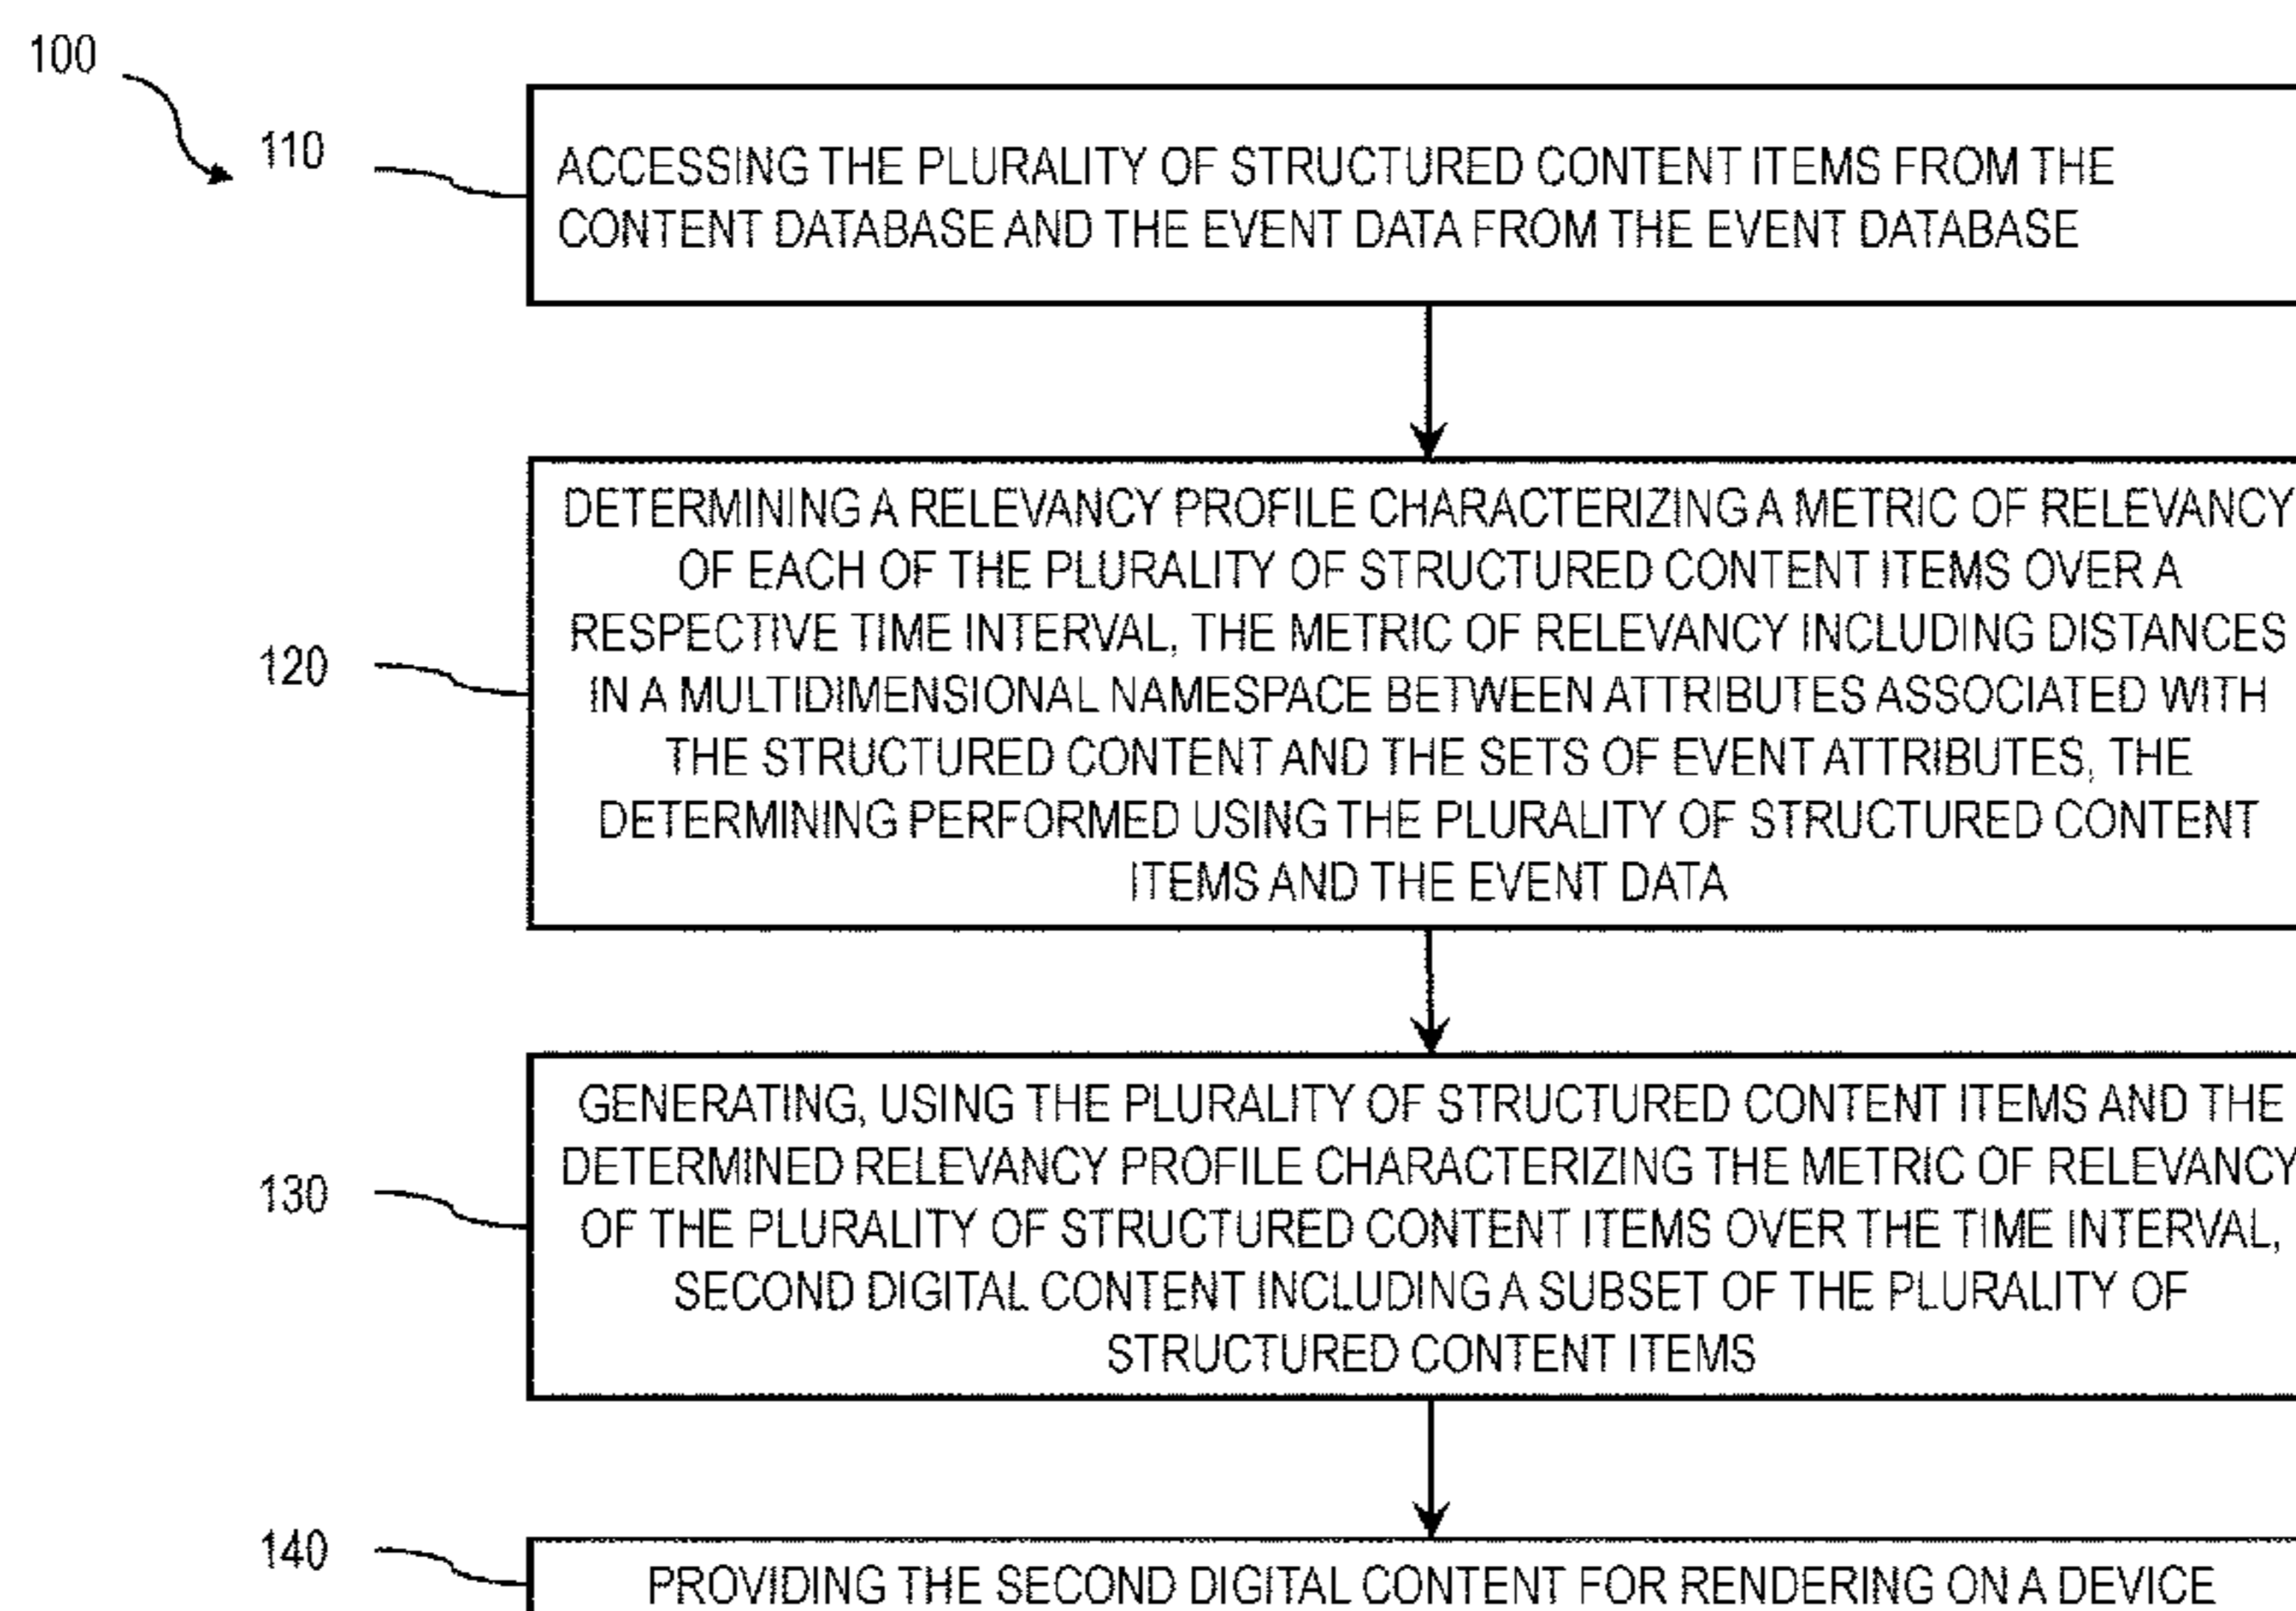 100
110
ACCESSING THE PLURALITY OF STRUCTURED CONTENT ITEMS FROM THE
CONTENT DATABASE AND THE EVENT DATA FROM THE EVENT DATABASE
DETERMINING A RELEVANCY PROFILE CHARACTERIZING A METRIC OF RELEVANCY
OF EACH OF THE PLURALITY OF STRUCTURED CONTENT ITEMS OVER A
RESPECTIVE TIME INTERVAL, THE METRIC OF RELEVANCY INCLUDING DISTANCES
120
IN A MULTIDIMENSIONAL NAMESPACE BETWEEN ATTRIBUTES ASSOCIATED WITH
THE STRUCTURED CONTENT AND THE SETS OF EVENT ATTRIBUTES, THE
DETERMINING PERFORMED USING THE PLURALITY OF STRUCTURED CONTENT
ITEMS AND THE EVENT DATA
GENERATING, USING THE PLURALITY OF STRUCTURED CONTENT ITEMS AND THE
DETERMINED RELEVANCY PROFILE CHARACTERIZING THE METRIC OF RELEVANCY
130
OF THE PLURALITY OF STRUCTURED CONTENT ITEMS OVER THE TIME INTERVAL,
SECOND DIGITAL CONTENT INCLUDING A SUBSET OF THE PLURALITY OF
STRUCTURED CONTENT ITEMS
140
PROVIDING THE SECOND DIGITAL CONTENT FOR RENDERING ON A DEVICE